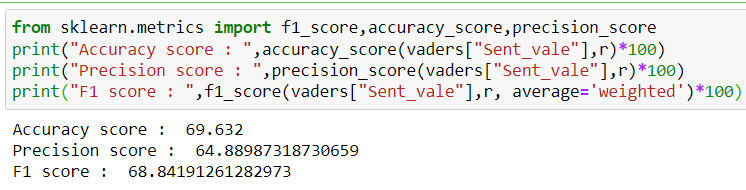 from sklearn.metrics import f1_score,accuracy_score,precision_score
print("Accuracy score : ",accuracy_score(vaders["Sent_vale"],r)*100)
print("Precision score : ",precision_score(vaders["Sent_vale"],r)*100)
print("F1 score : ",f1_score(vaders["Sent_vale"],r, average='weighted')*100)
Accuracy score :  69.632
Precision score :  64.88987318730659
F1 score :  68.84191261282973